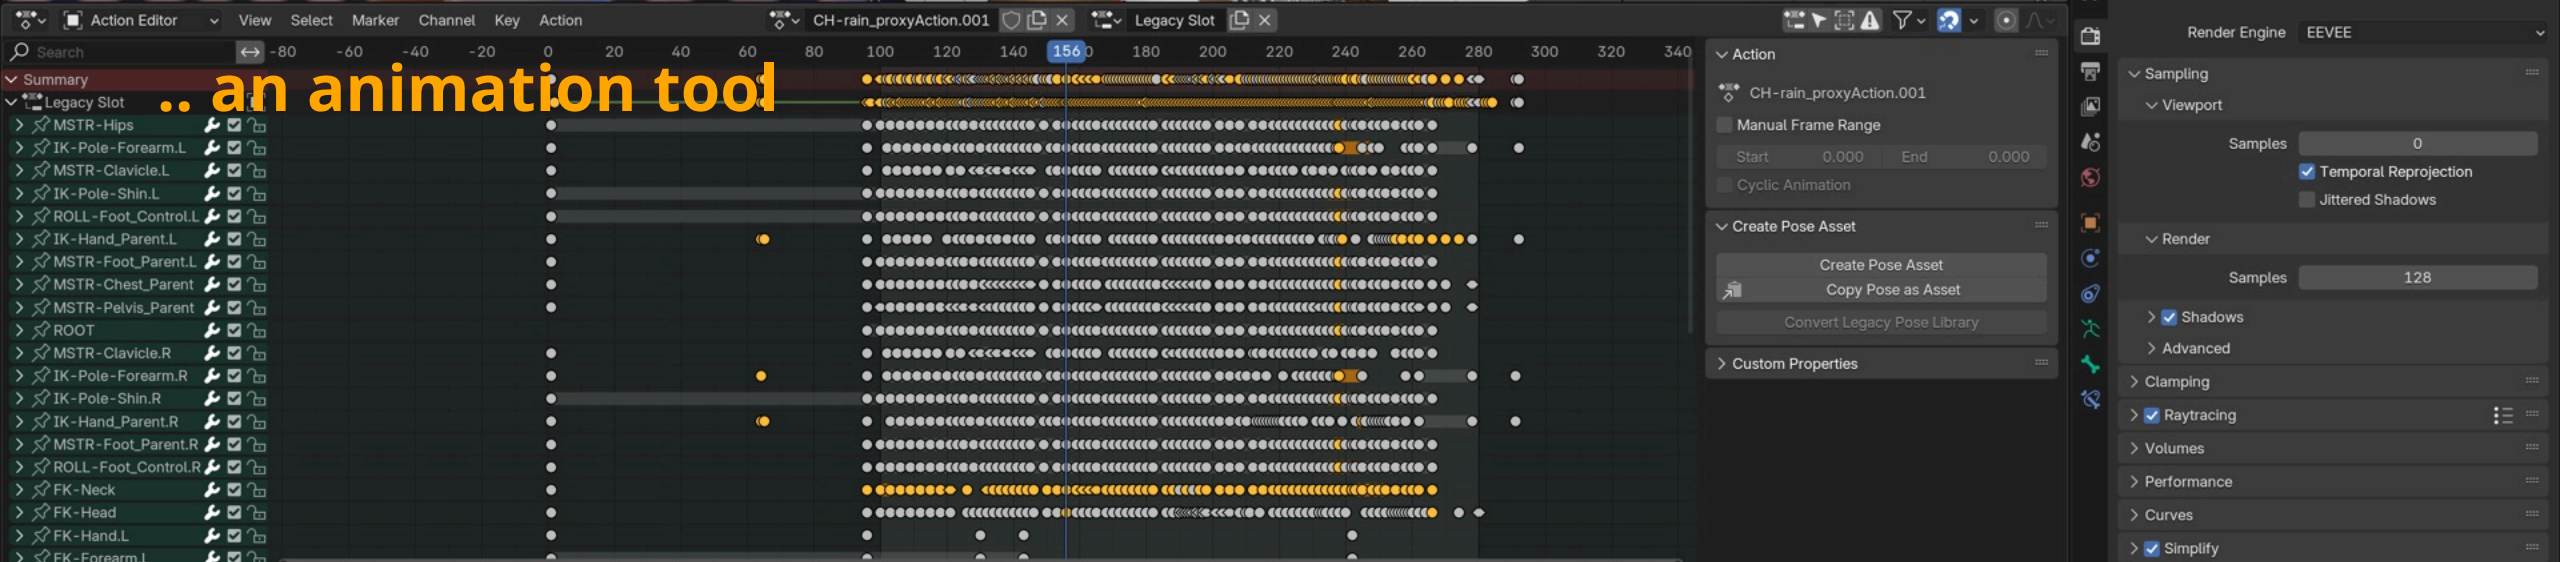 Action Editor View Select Marker Channel Key Action CH-rain_proxyAction.001 Legacy Slot
Search -80 -60 -40 -20 0 20 40 60 80 100 120 140 156 180 200 220 240 260 280 300 320 340
Summary
Legacy Slot
.. an animation tool
MSTR-Hips
IK-Pole-Forearm.L
MSTR-Clavicle.L
IK-Pole-Shin.L
ROLL-Foot_Control.L
IK-Hand_Parent.L
MSTR-Foot_Parent.L
MSTR-Chest_Parent
MSTR-Pelvis_Parent
ROOT
MSTR-Clavicle.R
IK-Pole-Forearm.R
IK-Pole-Shin.R
IK-Hand_Parent.R
MSTR-Foot_Parent.R
ROLL-Foot_Control.R
FK-Neck
FK-Head
FK-Hand.L
FK-Forearm.L
Action
CH-rain_proxyAction.001
Manual Frame Range
Start 0.000 End 0.000
Cyclic Animation
Create Pose Asset
Create Pose Asset
Copy Pose as Asset
Convert Legacy Pose Library
Custom Properties
Render Engine EEVEE
Sampling
Viewport
Samples 0
Temporal Reprojection
Jittered Shadows
Render
Samples 128
Shadows
Advanced
Clamping
Raytracing
Volumes
Performance
Curves
Simplify